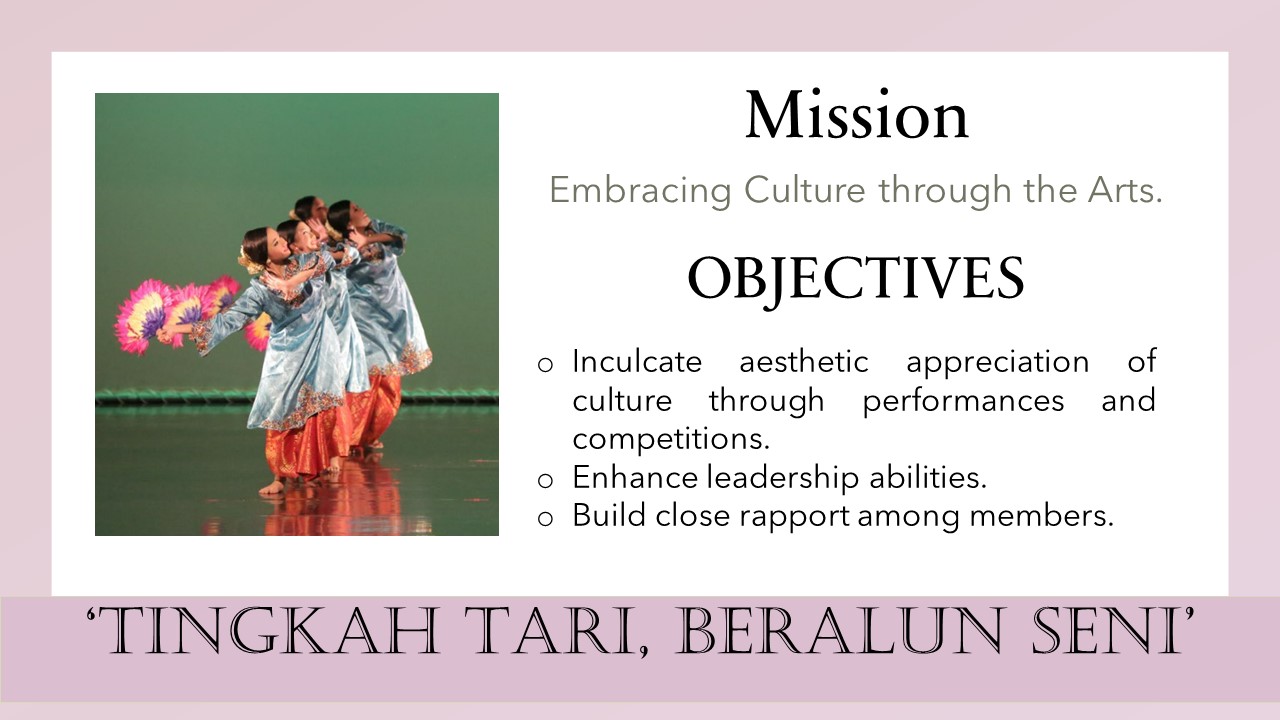 Mission
Embracing Culture through the Arts.
OBJECTIVES
o Inculcate aesthetic appreciation of
culture through performances and
competitions.
o Enhance leadership abilities.
o Build close rapport among members.
‘TINGKAH TARI, BERALUN SENI’